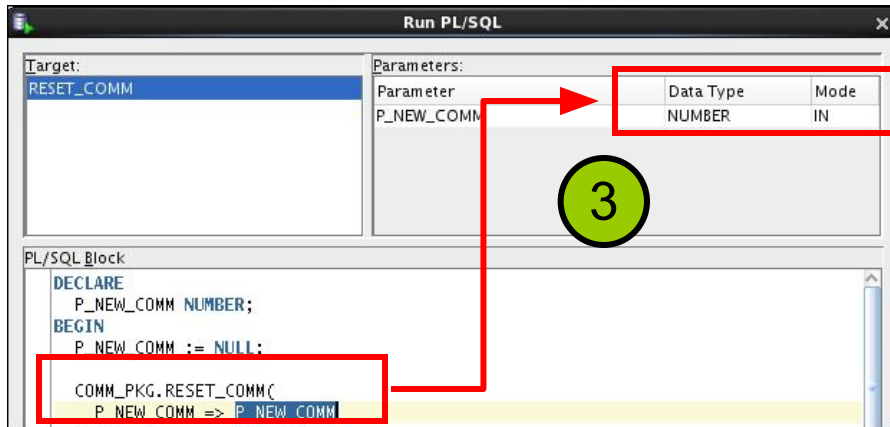 Run PL/SQL
Target:
RESET_COMM
Parameters:
Parameter Data Type Mode
P_NEW_COMM NUMBER IN
3
PL/SQL Block
DECLARE
P_NEW_COMM NUMBER;
BEGIN
P_NEW_COMM := NULL;
COMM_PKG.RESET_COMM(
P_NEW_COMM => P_NEW_COMM